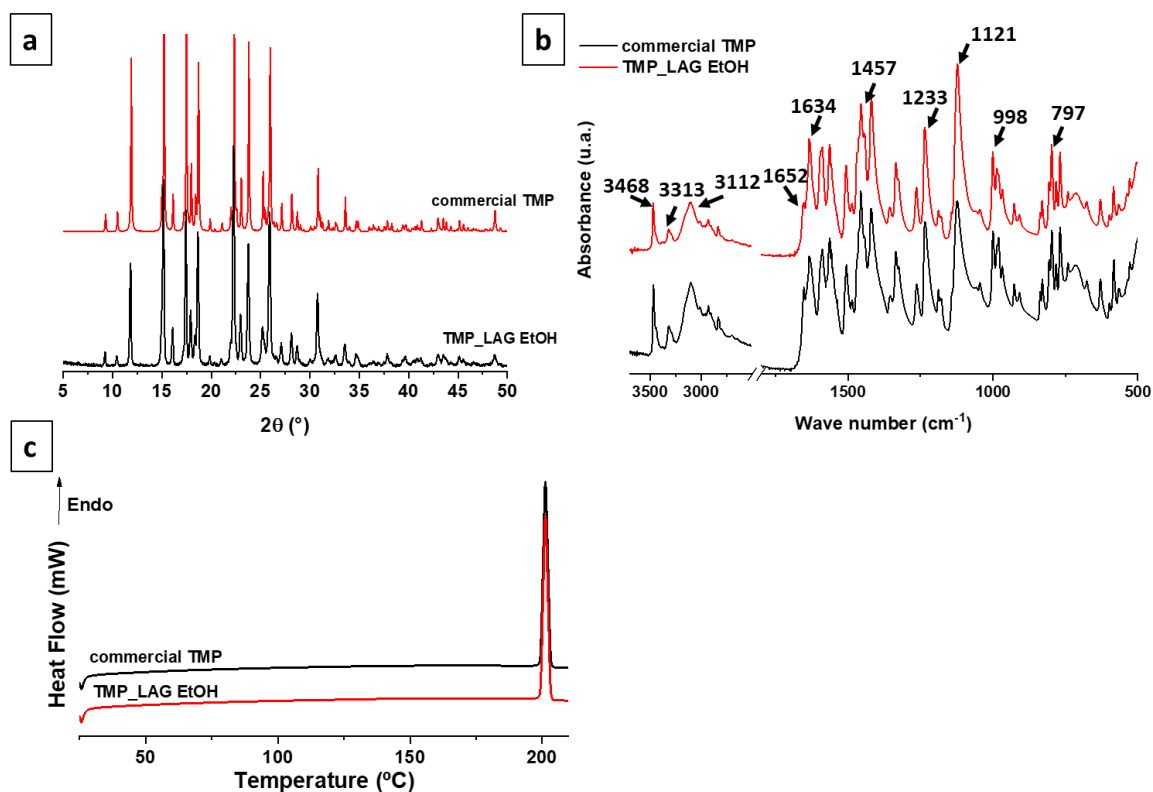 a
commercial TMP
TMP_LAG EtOH
5 10 15 20 25 30 35 40 45 50
2θ (°)
b
commercial TMP
TMP_LAG EtOH
1121
1457
1634
1233
998
797
1652
3468
3313
3112
Absorbance (u.a.)
3500 3000 1500 1000 500
Wave number (cm⁻¹)
c
Endo
Heat Flow (mW)
commercial TMP
TMP_LAG EtOH
50 100 150 200
Temperature (ºC)